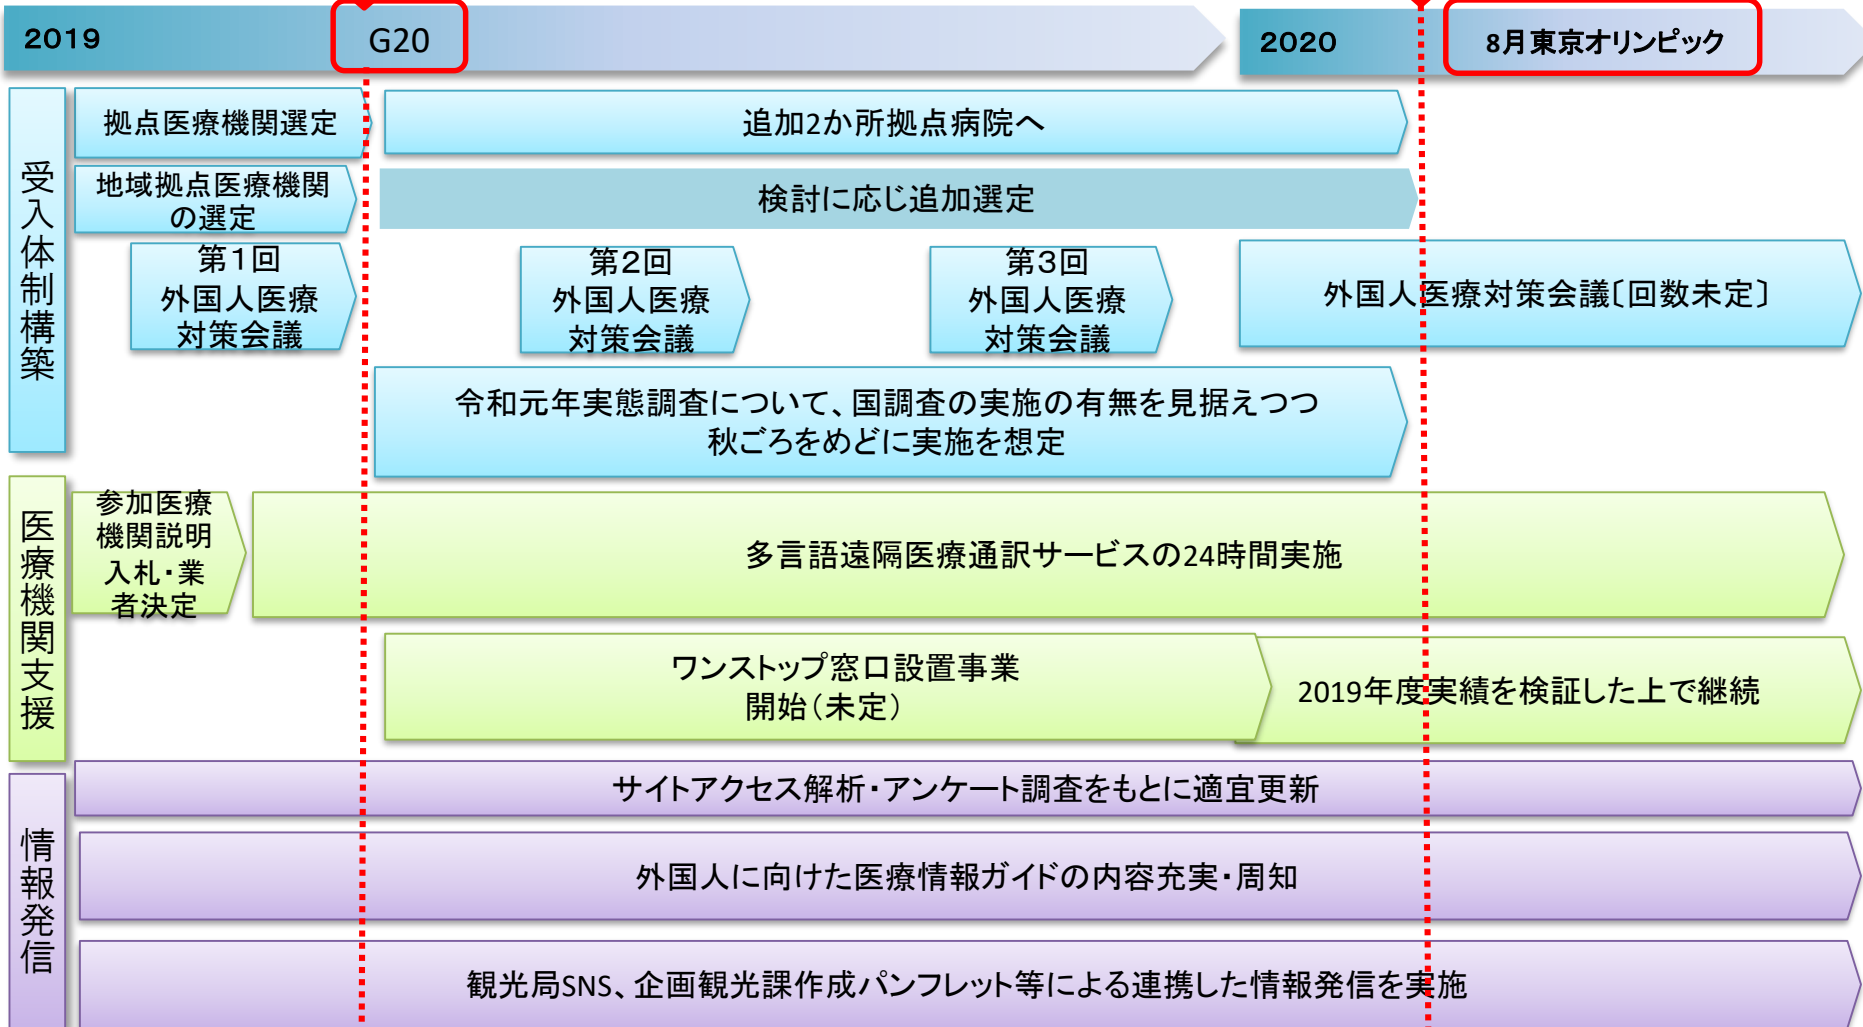 2019
G20
2020
8月東京オリンピック
受入体制構築
拠点医療機関選定
追加2か所拠点病院へ
地域拠点医療機関
の選定
検討に応じ追加選定
第１回
外国人医療
対策会議
第２回
外国人医療
対策会議
第３回
外国人医療
対策会議
外国人医療対策会議〔回数未定〕
令和元年実態調査について、国調査の実施の有無を見据えつつ
秋ごろをめどに実施を想定
医療機関支援
参加医療
機関説明
入札・業
者決定
多言語遠隔医療通訳サービスの24時間実施
ワンストップ窓口設置事業
開始（未定）
2019年度実績を検証した上で継続
情報発信
サイトアクセス解析・アンケート調査をもとに適宜更新
外国人に向けた医療情報ガイドの内容充実・周知
観光局SNS、企画観光課作成パンフレット等による連携した情報発信を実施